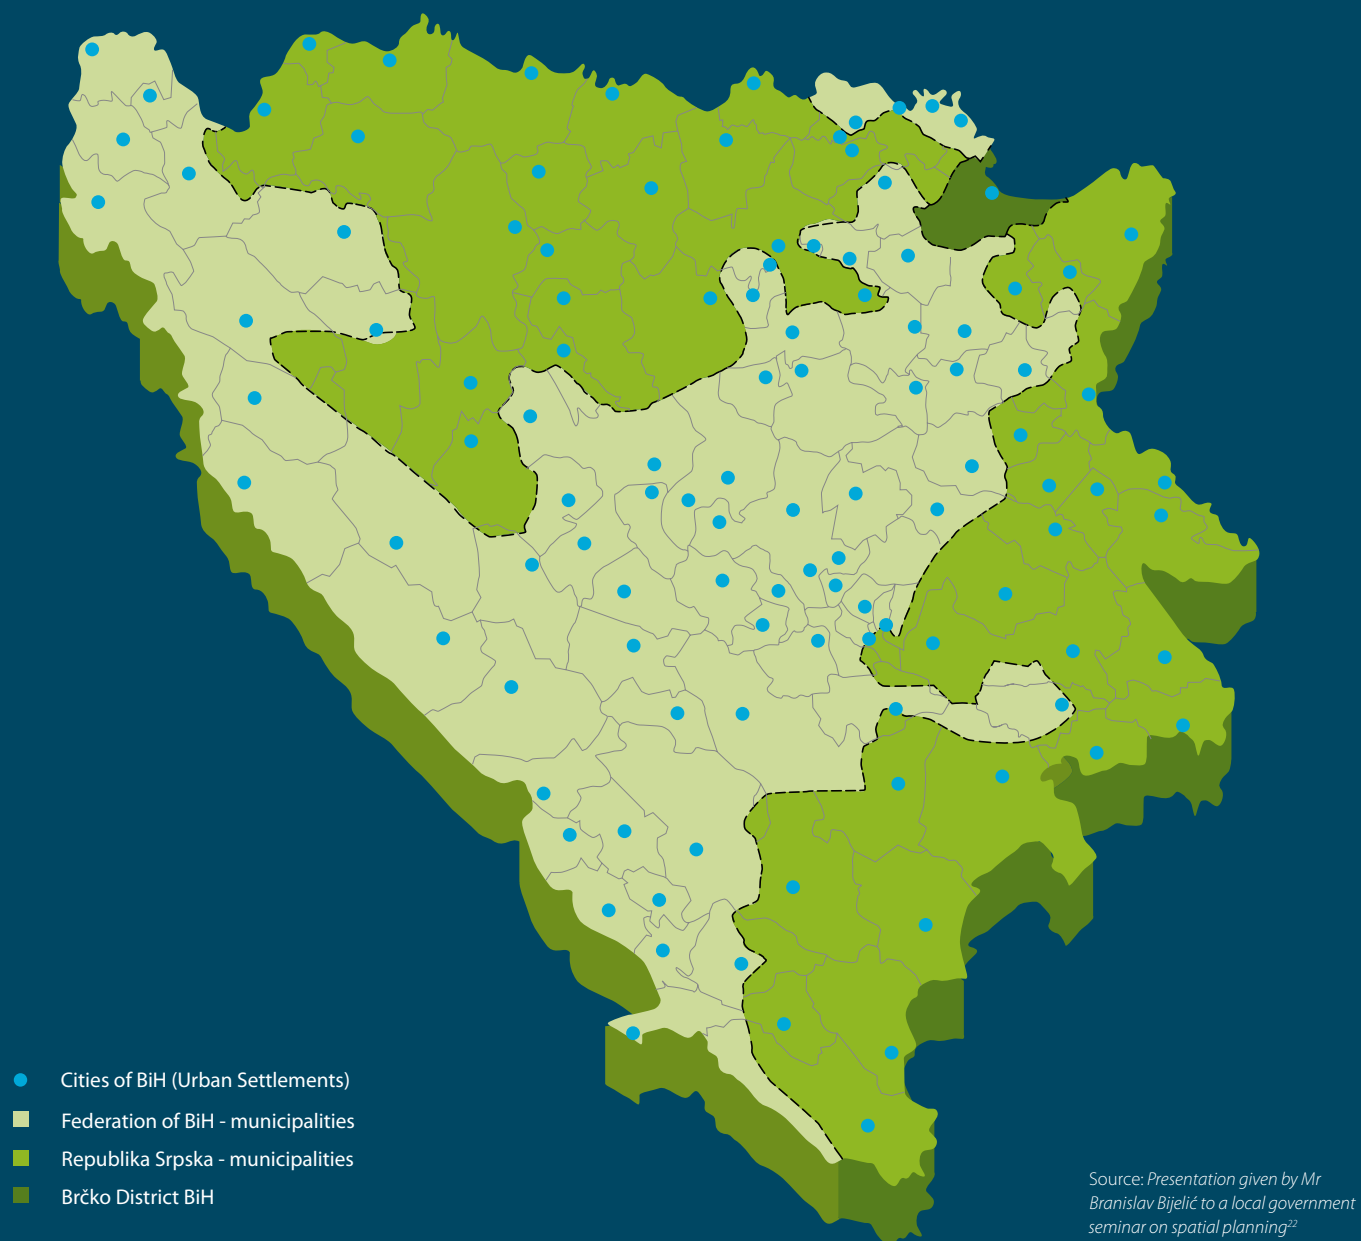 Cities of BiH (Urban Settlements)
Federation of BiH - municipalities
Republika Srpska - municipalities
Brčko District BiH
Source: Presentation given by Mr
Branislav Bijelić to a local government
seminar on spatial planning22